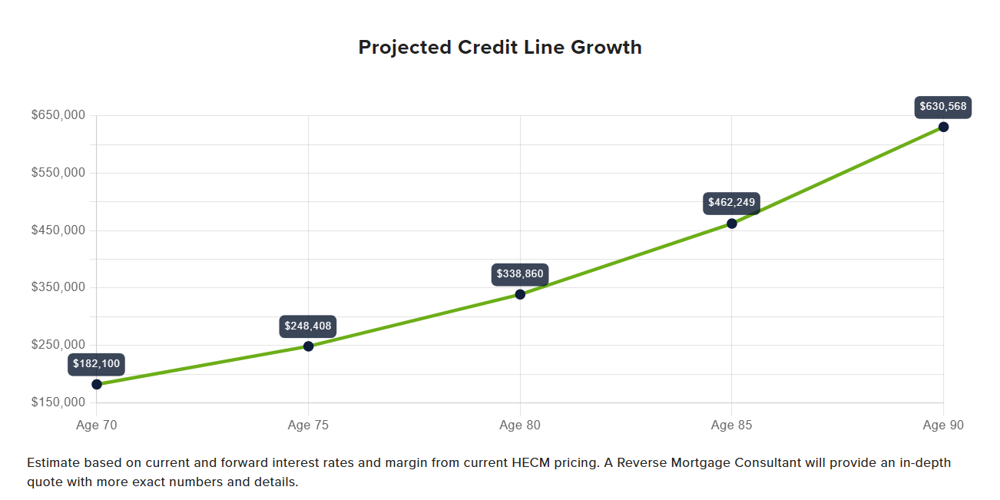 Projected Credit Line Growth
$650,000
$630,568
$550,000
$462,249
$450,000
$338,860
$350,000
$248,408
$250,000
$182,100
$150,000
Age 70
Age 75
Age 80
Age 85
Age 90
Estimate based on current and forward interest rates and margin from current HECM pricing. A Reverse Mortgage Consultant will provide an in-depth
quote with more exact numbers and details.